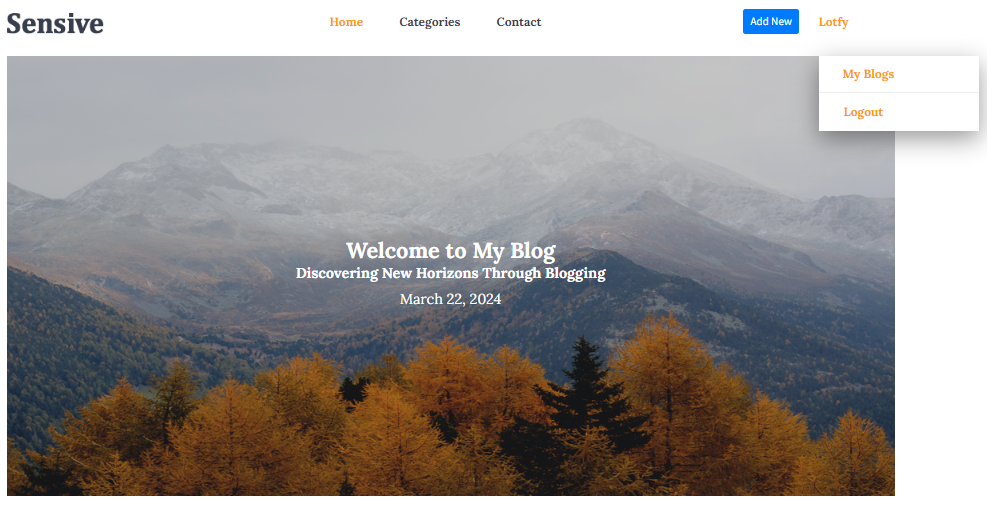 Sensive
Home Categories Contact Add New Lotfy
My Blogs
Logout
Welcome to My Blog
Discovering New Horizons Through Blogging
March 22, 2024